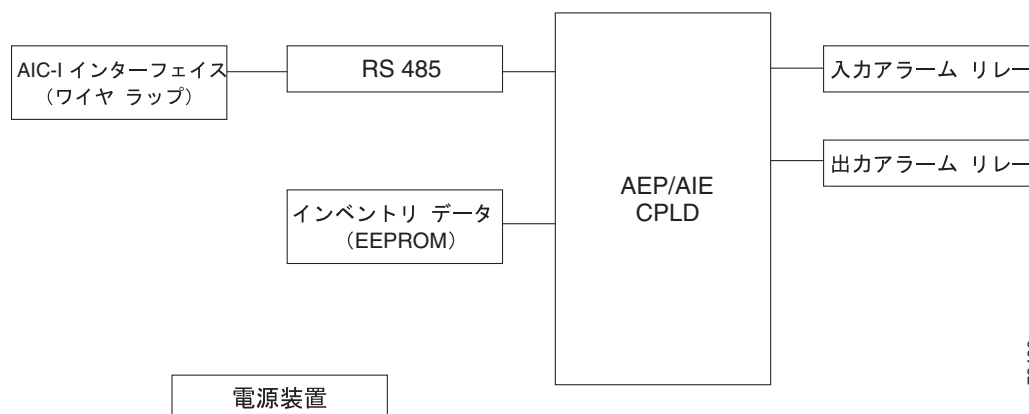 AIC-I インターフェイス
（ワイヤ ラップ）
RS 485
入力アラーム リレー
出力アラーム リレー
AEP/AIE
CPLD
インベントリ データ
（EEPROM）
電源装置